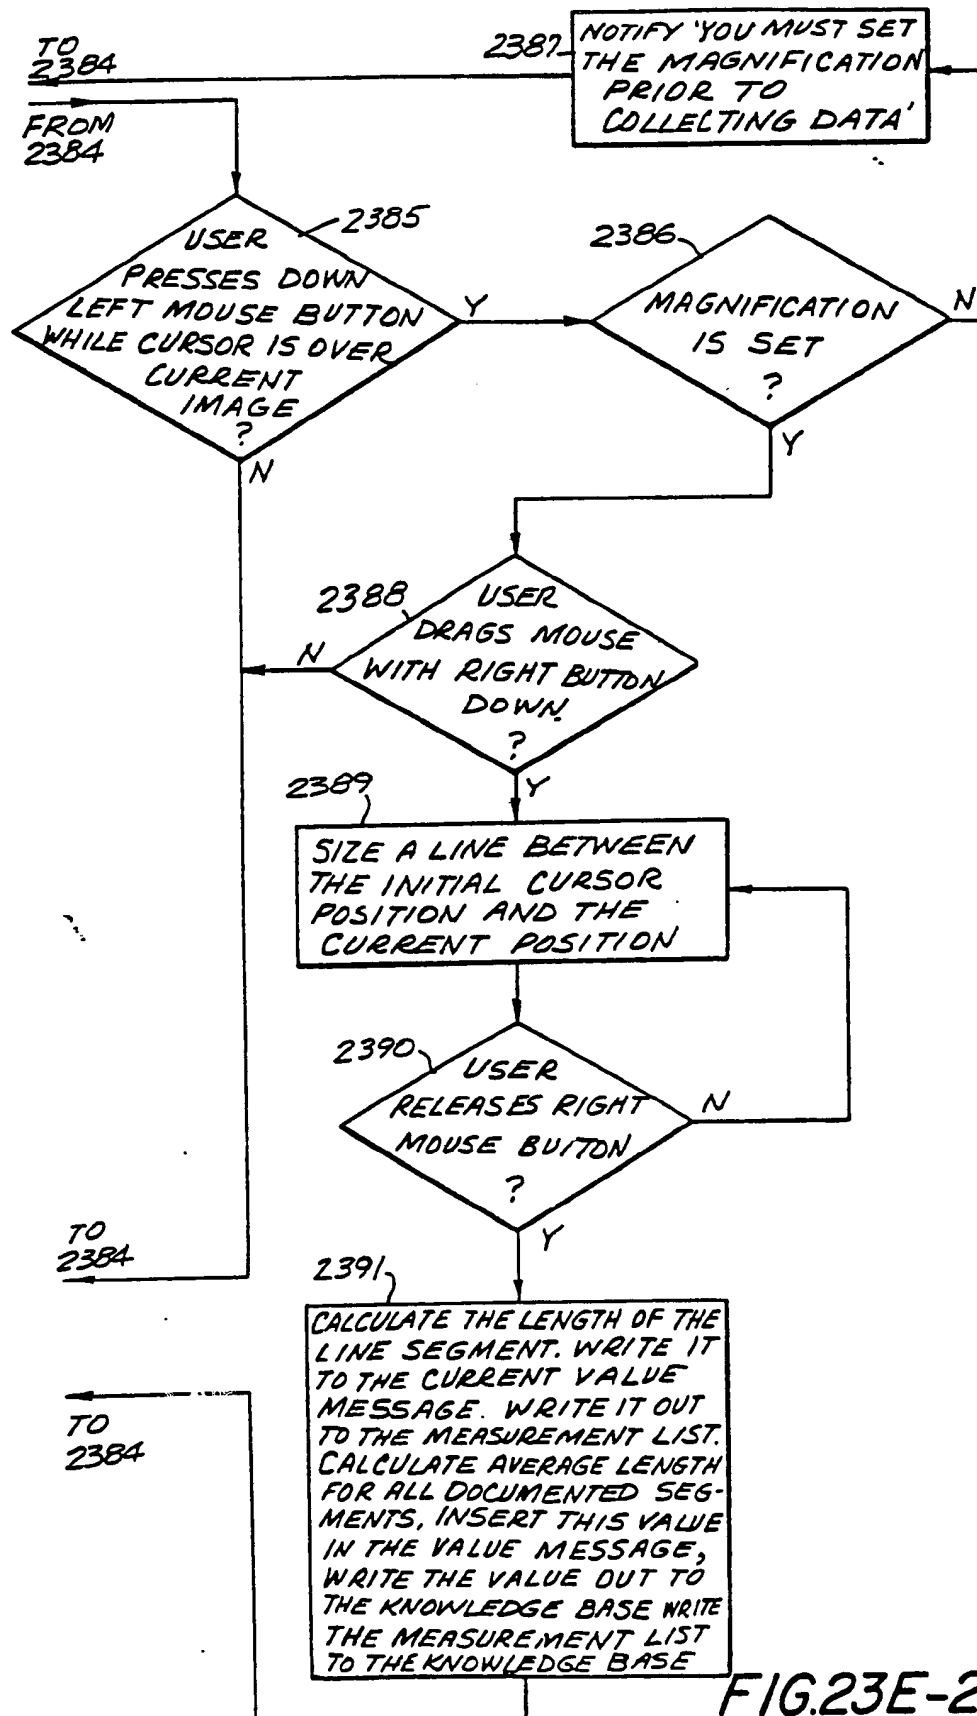 TO
2384
FROM
2384
2387
NOTIFY 'YOU MUST SET
THE MAGNIFICATION
PRIOR TO
COLLECTING DATA'
2385
USER
PRESSES DOWN
LEFT MOUSE BUTTON
WHILE CURSOR IS OVER
CURRENT
IMAGE
?
Y
N
2386
MAGNIFICATION
IS SET
?
N
Y
2388
USER
DRAGS MOUSE
WITH RIGHT BUTTON
DOWN.
?
N
Y
2389
SIZE A LINE BETWEEN
THE INITIAL CURSOR
POSITION AND THE
CURRENT POSITION
2390
USER
RELEASES RIGHT
MOUSE BUTTON
?
N
Y
TO
2384
2391
CALCULATE THE LENGTH OF THE
LINE SEGMENT. WRITE IT
TO THE CURRENT VALUE
MESSAGE. WRITE IT OUT
TO THE MEASUREMENT LIST.
CALCULATE AVERAGE LENGTH
FOR ALL DOCUMENTED SEG-
MENTS, INSERT THIS VALUE
IN THE VALUE MESSAGE,
WRITE THE VALUE OUT TO
THE KNOWLEDGE BASE WRITE
THE MEASUREMENT LIST
TO THE KNOWLEDGE BASE
TO
2384
FIG.23E-2